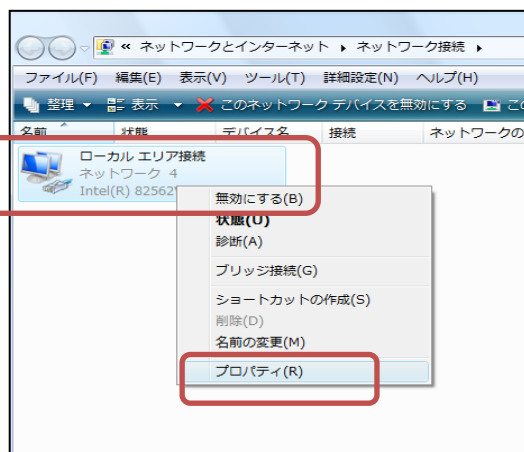 « ネットワークとインターネット ▸ ネットワーク接続 ▸
ファイル(F) 編集(E) 表示(V) ツール(T) 詳細設定(N) ヘルプ(H)
整理 ▼ 表示 ▼ このネットワーク デバイスを無効にする こ
名前 状態 デバイス名 接続 ネットワークの
ローカル エリア接続
ネットワーク 4
Intel(R) 82562
無効にする(B)
状態(U)
診断(A)
ブリッジ接続(G)
ショートカットの作成(S)
削除(D)
名前の変更(M)
プロパティ(R)